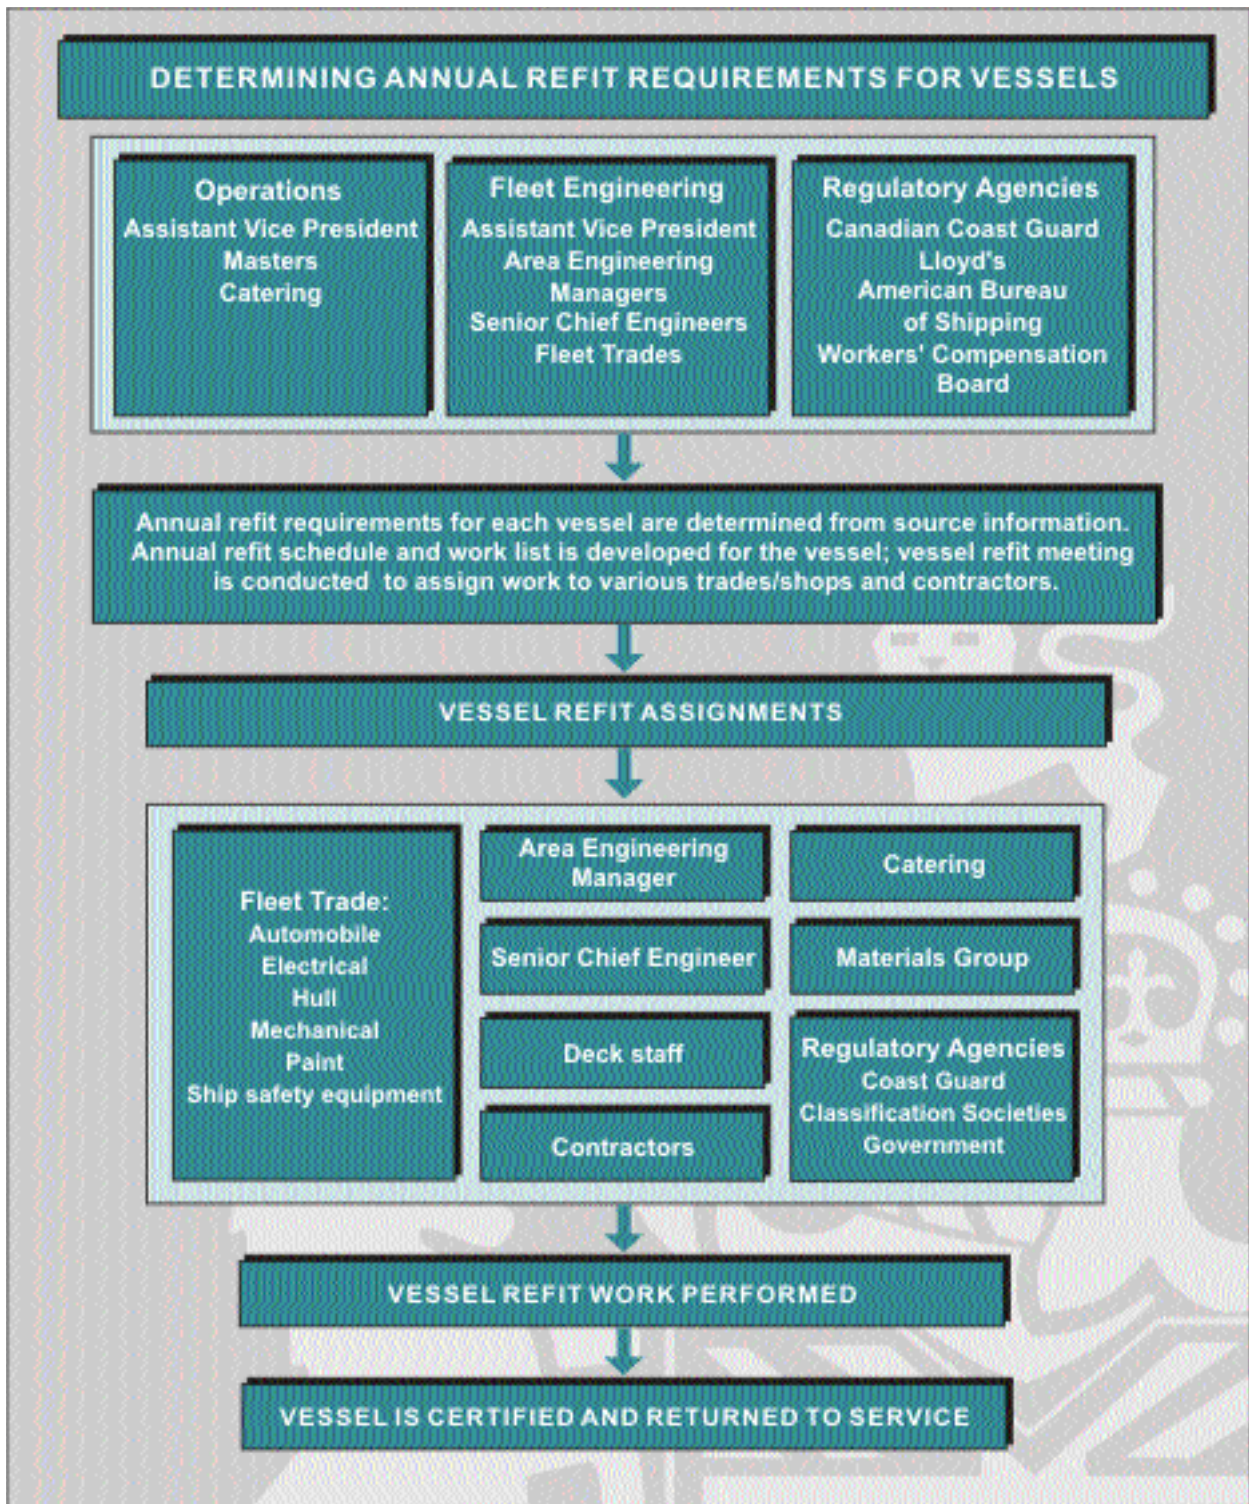 DETERMINING ANNUAL REFIT REQUIREMENTS FOR VESSELS
Operations
Assistant Vice President
Masters
Catering
Fleet Engineering
Assistant Vice President
Area Engineering
Managers
Senior Chief Engineers
Fleet Trades
Regulatory Agencies
Canadian Coast Guard
Lloyd's
American Bureau
of Shipping
Workers' Compensation
Board
Annual refit requirements for each vessel are determined from source information.
Annual refit schedule and work list is developed for the vessel; vessel refit meeting
is conducted to assign work to various trades/shops and contractors.
VESSEL REFIT ASSIGNMENTS
Fleet Trade:
Automobile
Electrical
Hull
Mechanical
Paint
Ship safety equipment
Area Engineering
Manager
Senior Chief Engineer
Deck staff
Contractors
Catering
Materials Group
Regulatory Agencies
Coast Guard
Classification Societies
Government
VESSEL REFIT WORK PERFORMED
VESSEL IS CERTIFIED AND RETURNED TO SERVICE